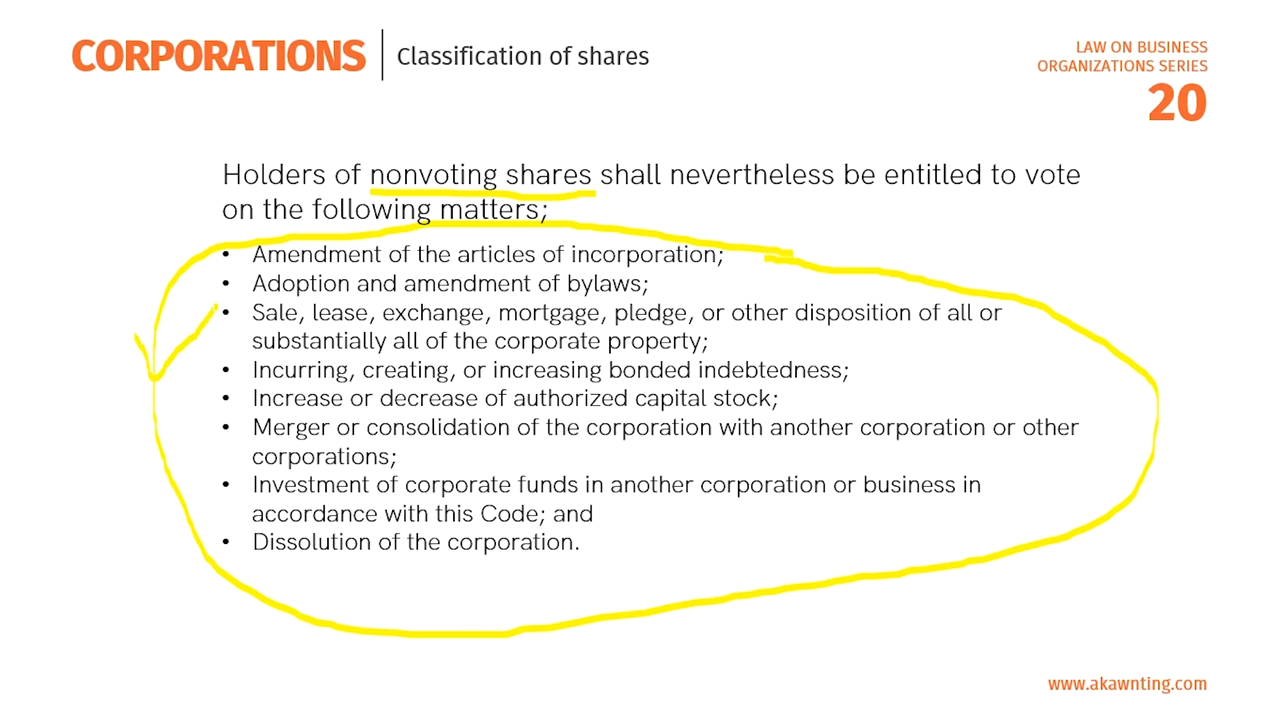 CORPORATIONS
Classification of shares
LAW ON BUSINESS
ORGANIZATIONS SERIES
20
Holders of nonvoting shares shall nevertheless be entitled to vote
on the following matters;
• Amendment of the articles of incorporation;
• Adoption and amendment of bylaws;
• Sale, lease, exchange, mortgage, pledge, or other disposition of all or
substantially all of the corporate property;
• Incurring, creating, or increasing bonded indebtedness;
• Increase or decrease of authorized capital stock;
• Merger or consolidation of the corporation with another corporation or other
corporations;
• Investment of corporate funds in another corporation or business in
accordance with this Code; and
• Dissolution of the corporation.
www.akawnting.com